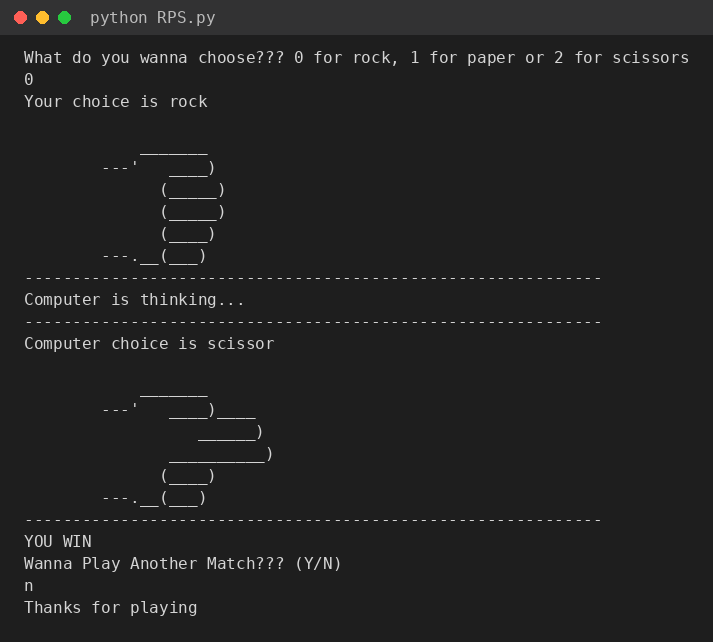 python RPS.py
What do you wanna choose??? 0 for rock, 1 for paper or 2 for scissors
0
Your choice is rock

            _______
        ---'   ____)
              (_____)
              (_____)
              (____)
        ---.__(___)
------------------------------------------------------------
Computer is thinking...
------------------------------------------------------------
Computer choice is scissor

            _______
        ---'   ____)____
                  ______)
               __________)
              (____)
        ---.__(___)
------------------------------------------------------------
YOU WIN
Wanna Play Another Match??? (Y/N)
n
Thanks for playing